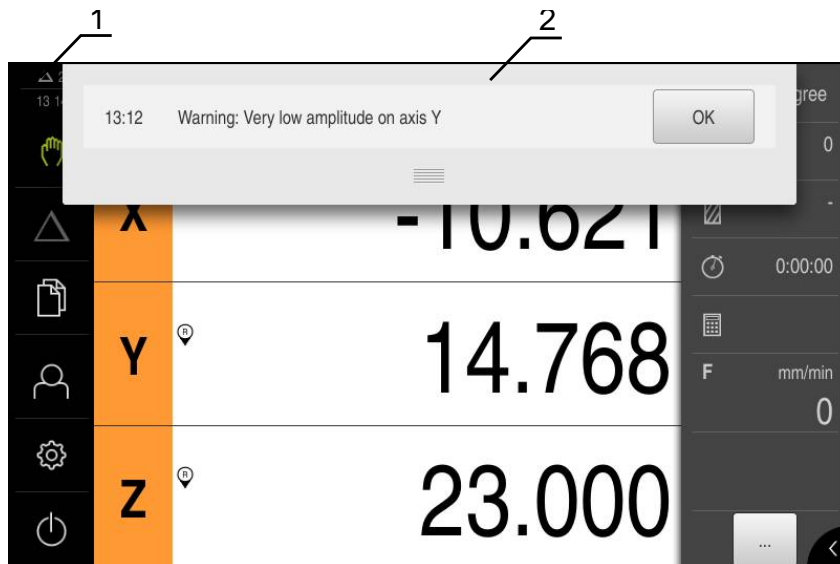 1
2
13:12 Warning: Very low amplitude on axis Y
OK
X -10.621
0
-
0:00:00
Y R 14.768
F mm/min
0
Z R 23.000
...